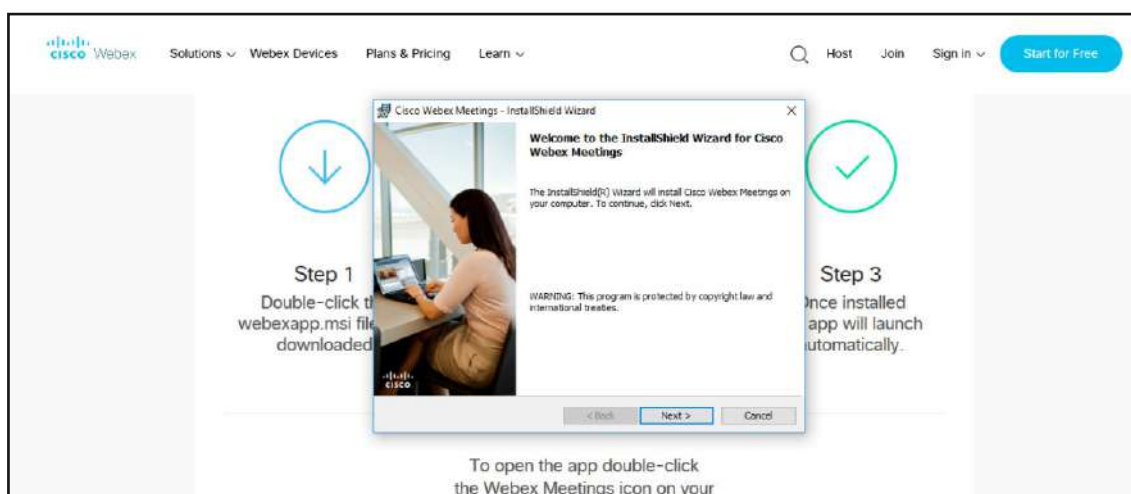 CISCO Webex Solutions Webex Devices Plans & Pricing Learn Host Join Sign in Start for Free
Cisco Webex Meetings - InstallShield Wizard
Welcome to the InstallShield Wizard for Cisco
Webex Meetings
The InstallShield(R) Wizard will install Cisco Webex Meetings on
your computer. To continue, click Next.
WARNING: This program is protected by copyright law and
international treaties.
CISCO
< Back Next > Cancel
Step 1
Double-click
webexapp.msi
downloaded
Step 3
installed
app will launch
automatically.
To open the app double-click
the Webex Meetings icon on your